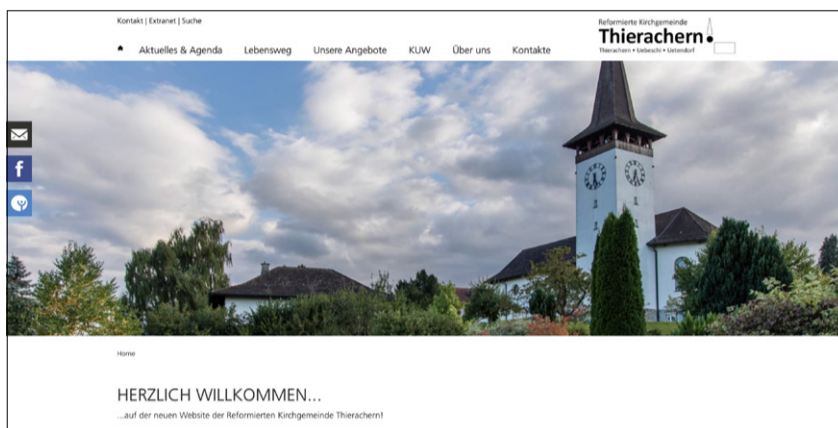 Kontakt | Extranet | Suche
Reformierte Kirchgemeinde
Thierachern
Thierachern • Uebeschi • Uetendorf
Aktuelles & Agenda Lebensweg Unsere Angebote KUW Über uns Kontakte
f
Home
HERZLICH WILLKOMMEN...
...auf der neuen Website der Reformierten Kirchgemeinde Thierachern!